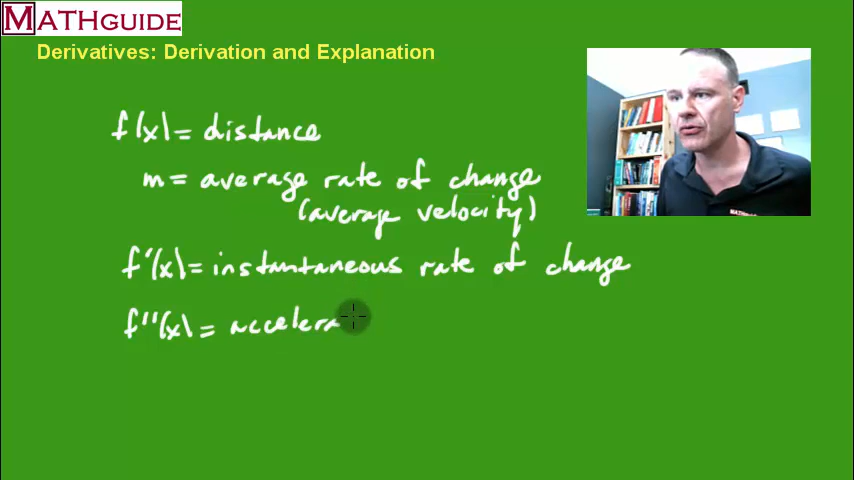 MATHGUIDE
Derivatives: Derivation and Explanation
f(x) = distance
m = average rate of change
(average velocity)
f'(x) = instantaneous rate of change
f''(x) = accelera